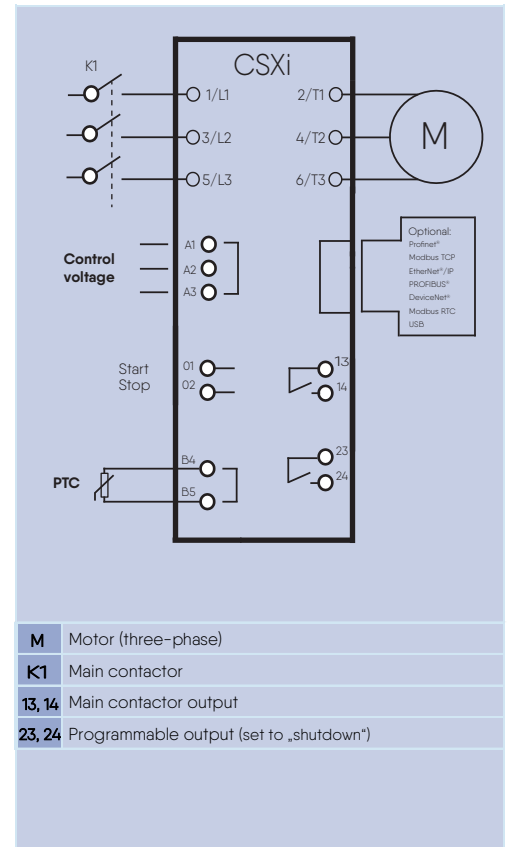 K1
CSXi
1/L1
2/T1
3/L2
4/T2
5/L3
6/T3
M
Control
voltage
A1
A2
A3
Optional:
Profinet®
Modbus TCP
EtherNet®/IP
PROFIBUS®
DeviceNet®
Modbus RTC
USB
Start
Stop
01
02
13
14
PTC
B4
B5
23
24
M Motor (three-phase)
K1 Main contactor
13, 14 Main contactor output
23, 24 Programmable output (set to „shutdown“)